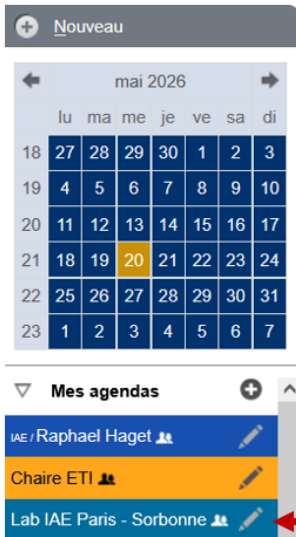 Nouveau
mai 2026
lu ma me je ve sa di
18 27 28 29 30 1 2 3
19 4 5 6 7 8 9 10
20 11 12 13 14 15 16 17
21 18 19 20 21 22 23 24
22 25 26 27 28 29 30 31
23 1 2 3 4 5 6 7
Mes agendas
IAE / Raphael Haget
Chaire ETI
Lab IAE Paris - Sorbonne